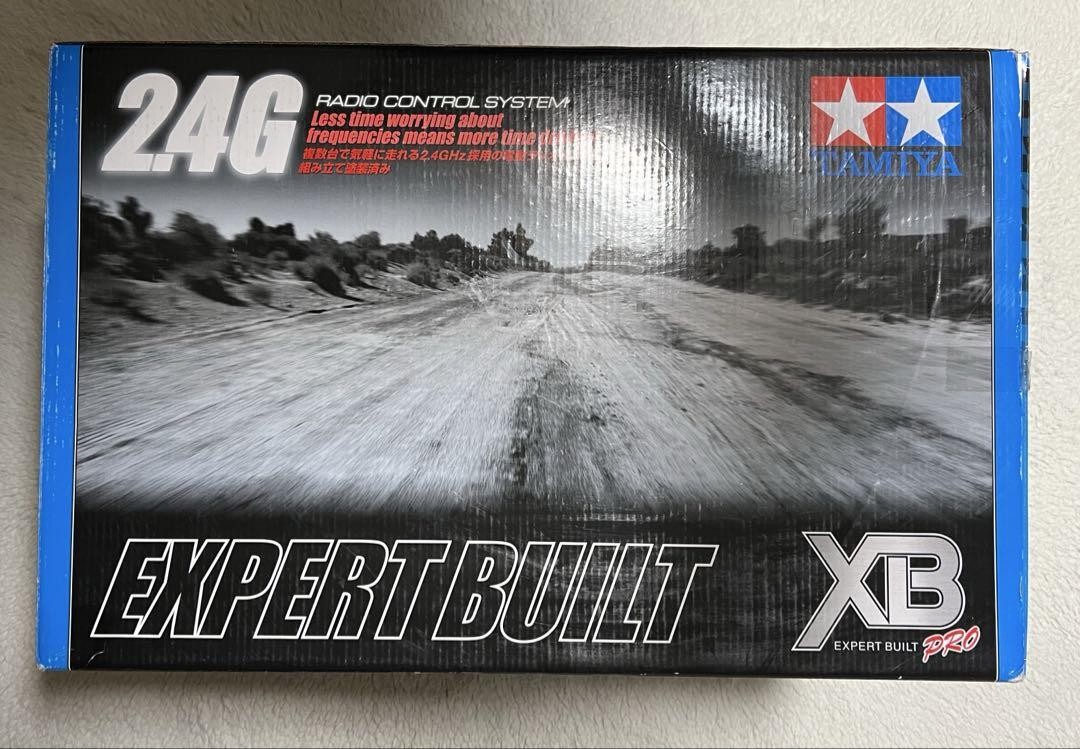 2.4G
RADIO CONTROL SYSTEM
Less time worrying about
frequencies means more time
複数台で気軽に走れる2.4GHz採用の電動
組み立て塗装済み
TAMIYA
EXPERT BUILT
XB
EXPERT BUILT PRO